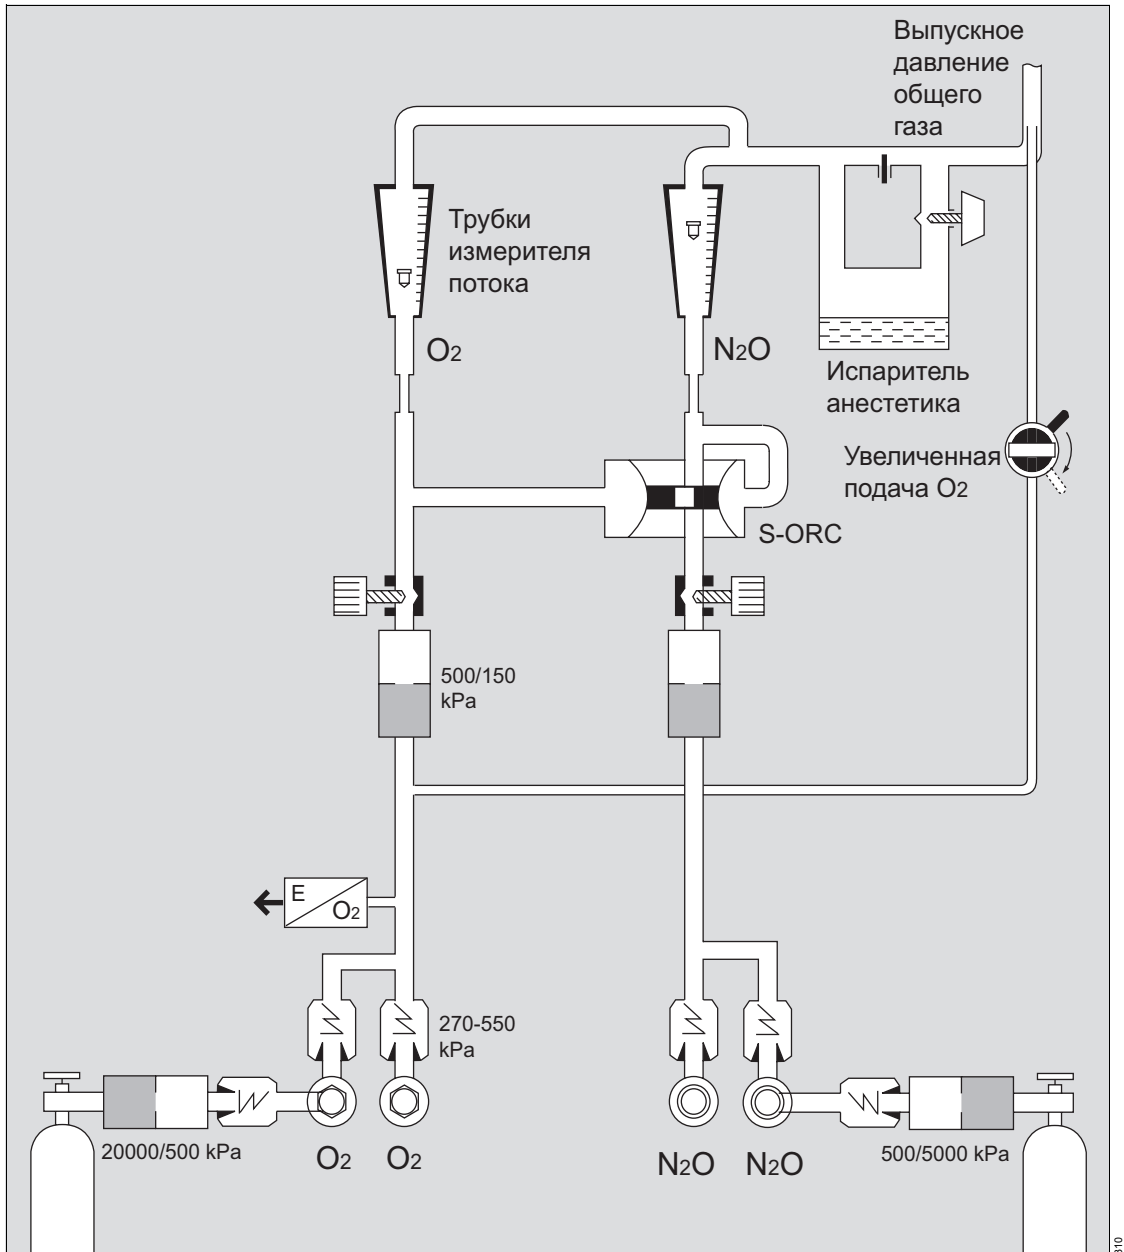 Выпускное
давление
общего
газа
Трубки
измерителя
потока
O2
N2O
Испаритель
анестетика
Увеличенная
подача O2
S-ORC
500/150
kPa
E
O2
270-550
kPa
20000/500 kPa
O2
O2
N2O
N2O
500/5000 kPa